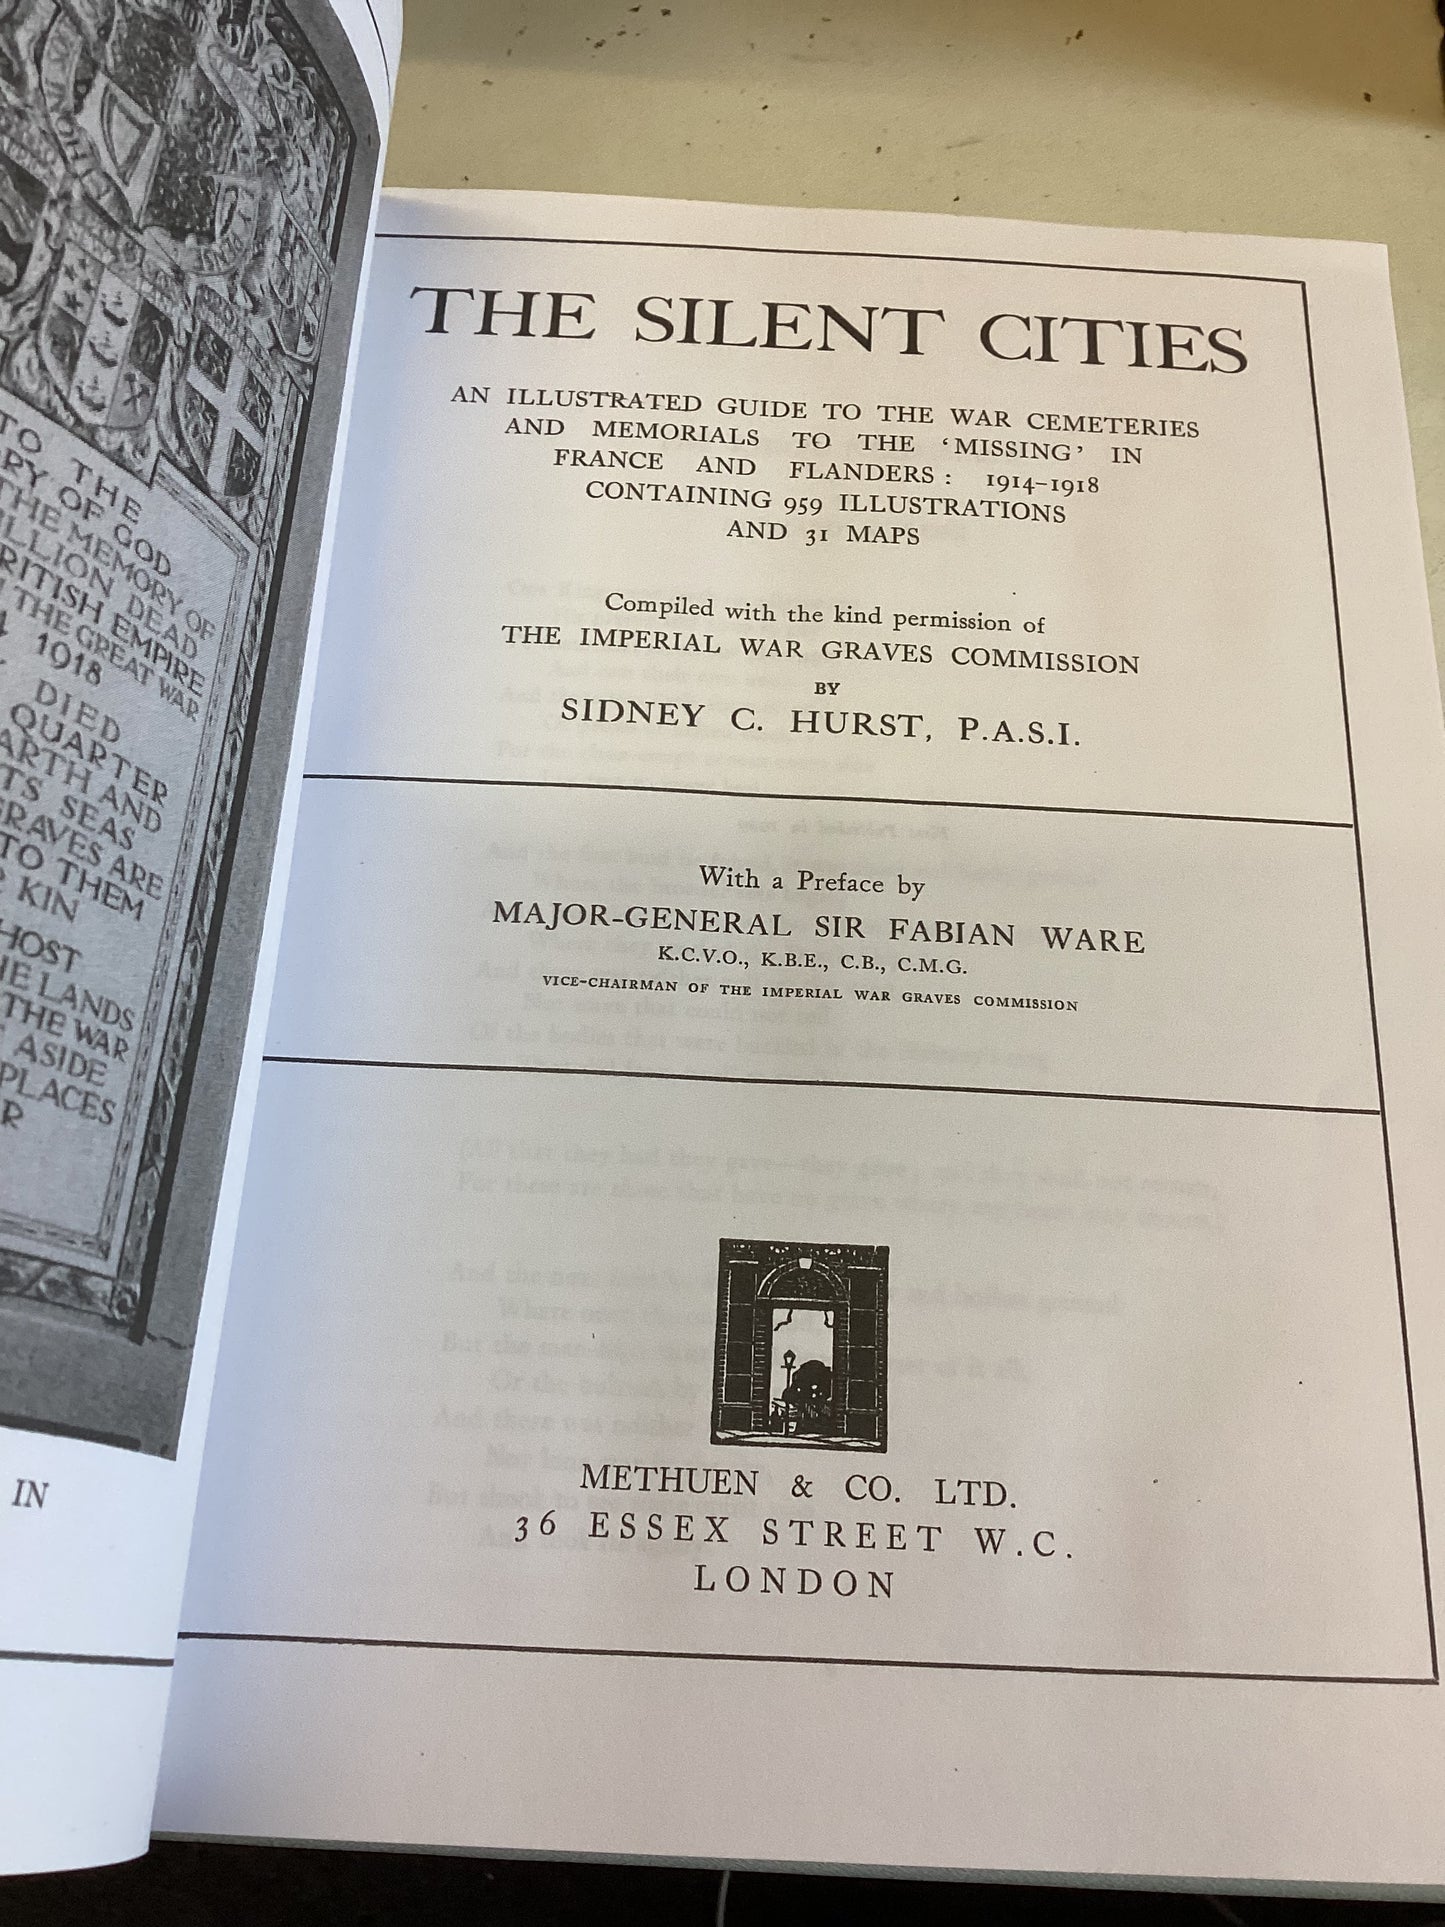 TO THE
RY OF GOD
THE MEMORY OF
ILLION DEAD
RITISH EMPIRE
THE GREAT WAR
4 1918
DIED
QUARTER
ARTH AND
TS SEAS
GRAVES ARE
TO THEM
R KIN
HOST
HE LANDS
THE WAR
ASIDE
PLACES
R
IN
THE SILENT CITIES
AN ILLUSTRATED GUIDE TO THE WAR CEMETERIES
AND MEMORIALS TO THE ‘MISSING’ IN
FRANCE AND FLANDERS: 1914–1918
CONTAINING 959 ILLUSTRATIONS
AND 31 MAPS
Compiled with the kind permission of
THE IMPERIAL WAR GRAVES COMMISSION
BY
SIDNEY C. HURST, P.A.S.I.
With a Preface by
MAJOR-GENERAL SIR FABIAN WARE
K.C.V.O., K.B.E., C.B., C.M.G.
VICE-CHAIRMAN OF THE IMPERIAL WAR GRAVES COMMISSION
METHUEN & CO. LTD.
36 ESSEX STREET W.C.
LONDON